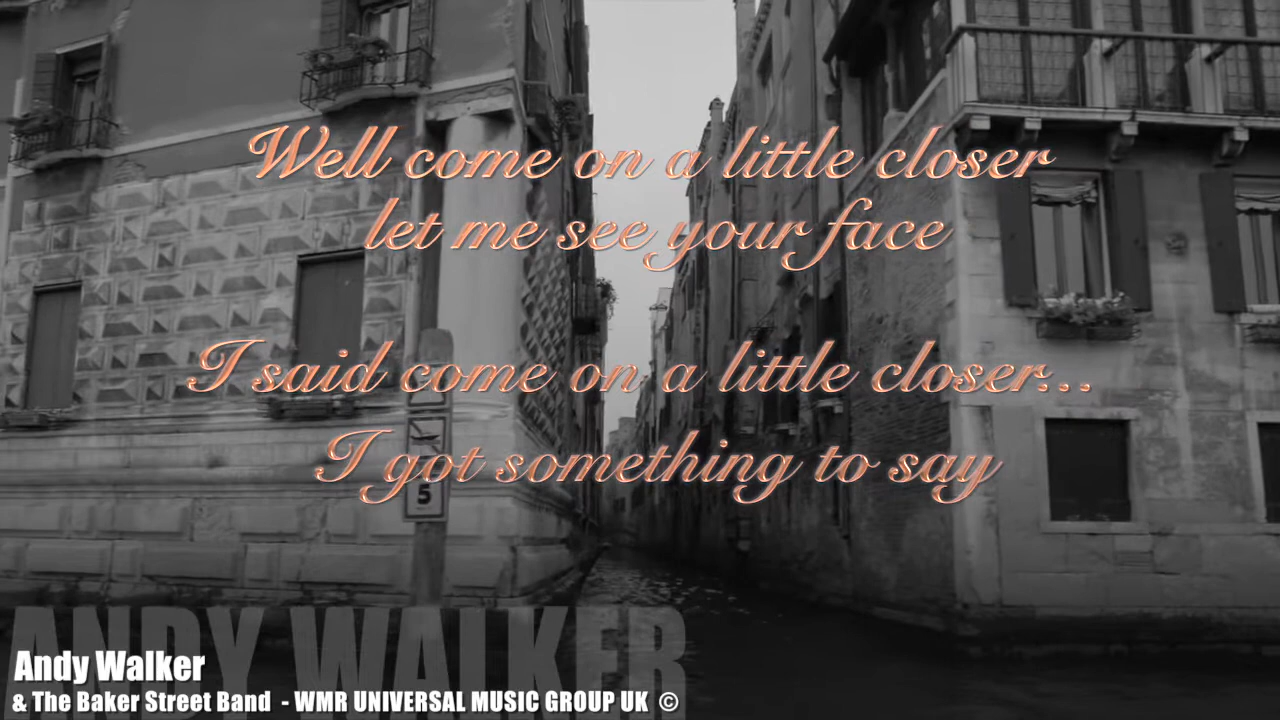 Well come on a little closer
let me see your face
I said come on a little closer...
I got something to say
5
ANDY WALKER
Andy Walker
& The Baker Street Band - WMR UNIVERSAL MUSIC GROUP UK ©